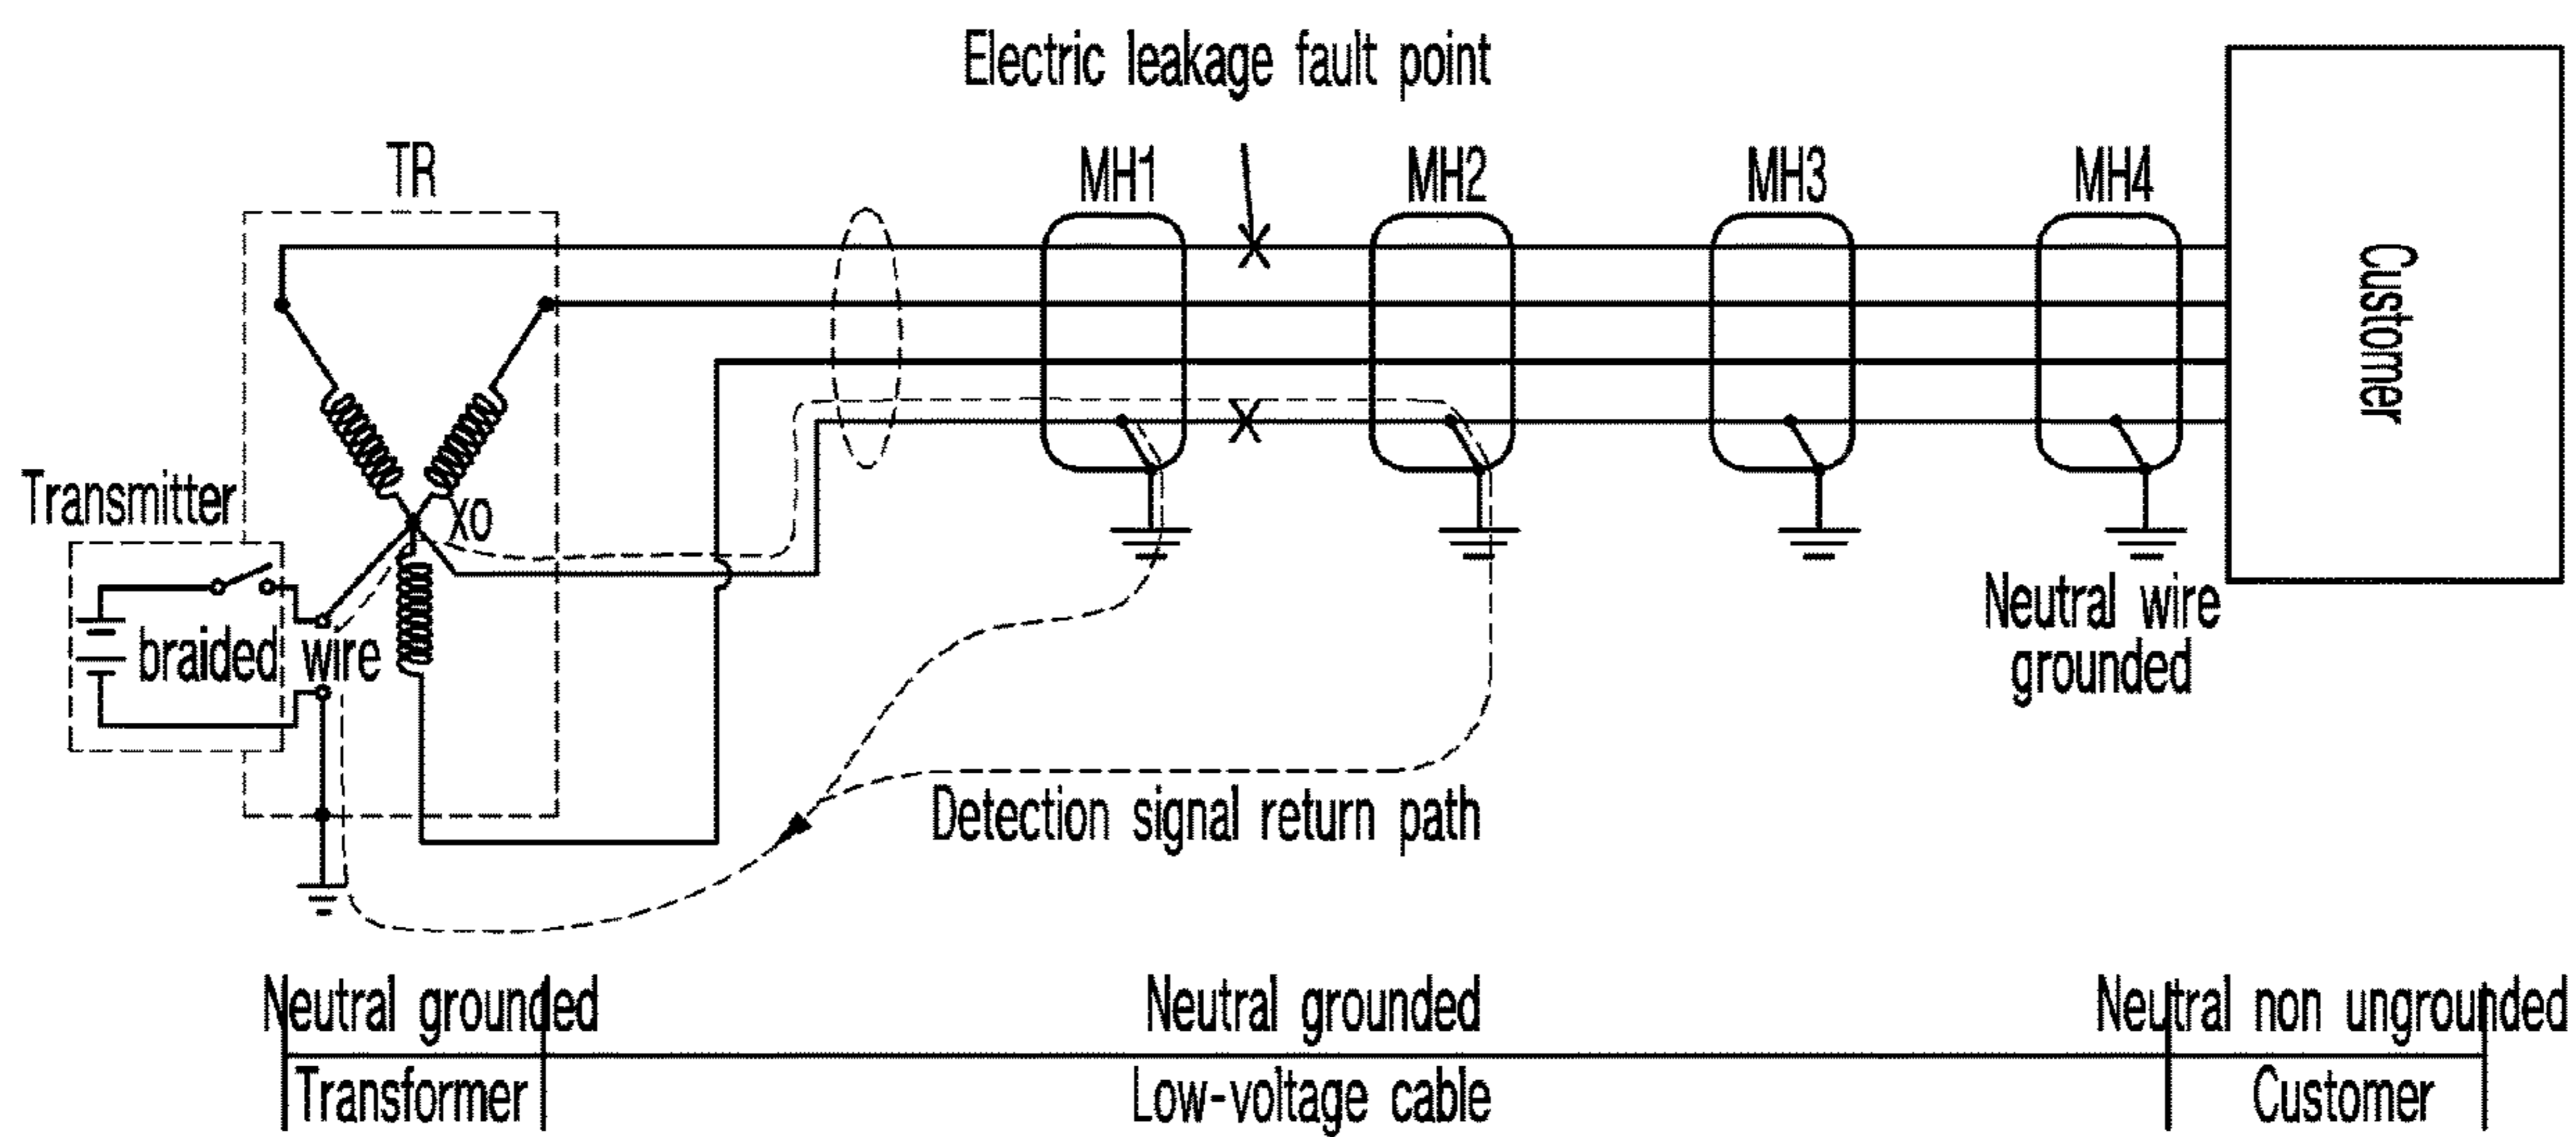 Electric leakage fault point
TR
MH1
MH2
MH3
MH4
Customer
Transmitter
X0
braided wire
Neutral wire
grounded
Detection signal return path
Neutral grounded
Neutral grounded
Neutral non ungrounded
Transformer
Low-voltage cable
Customer